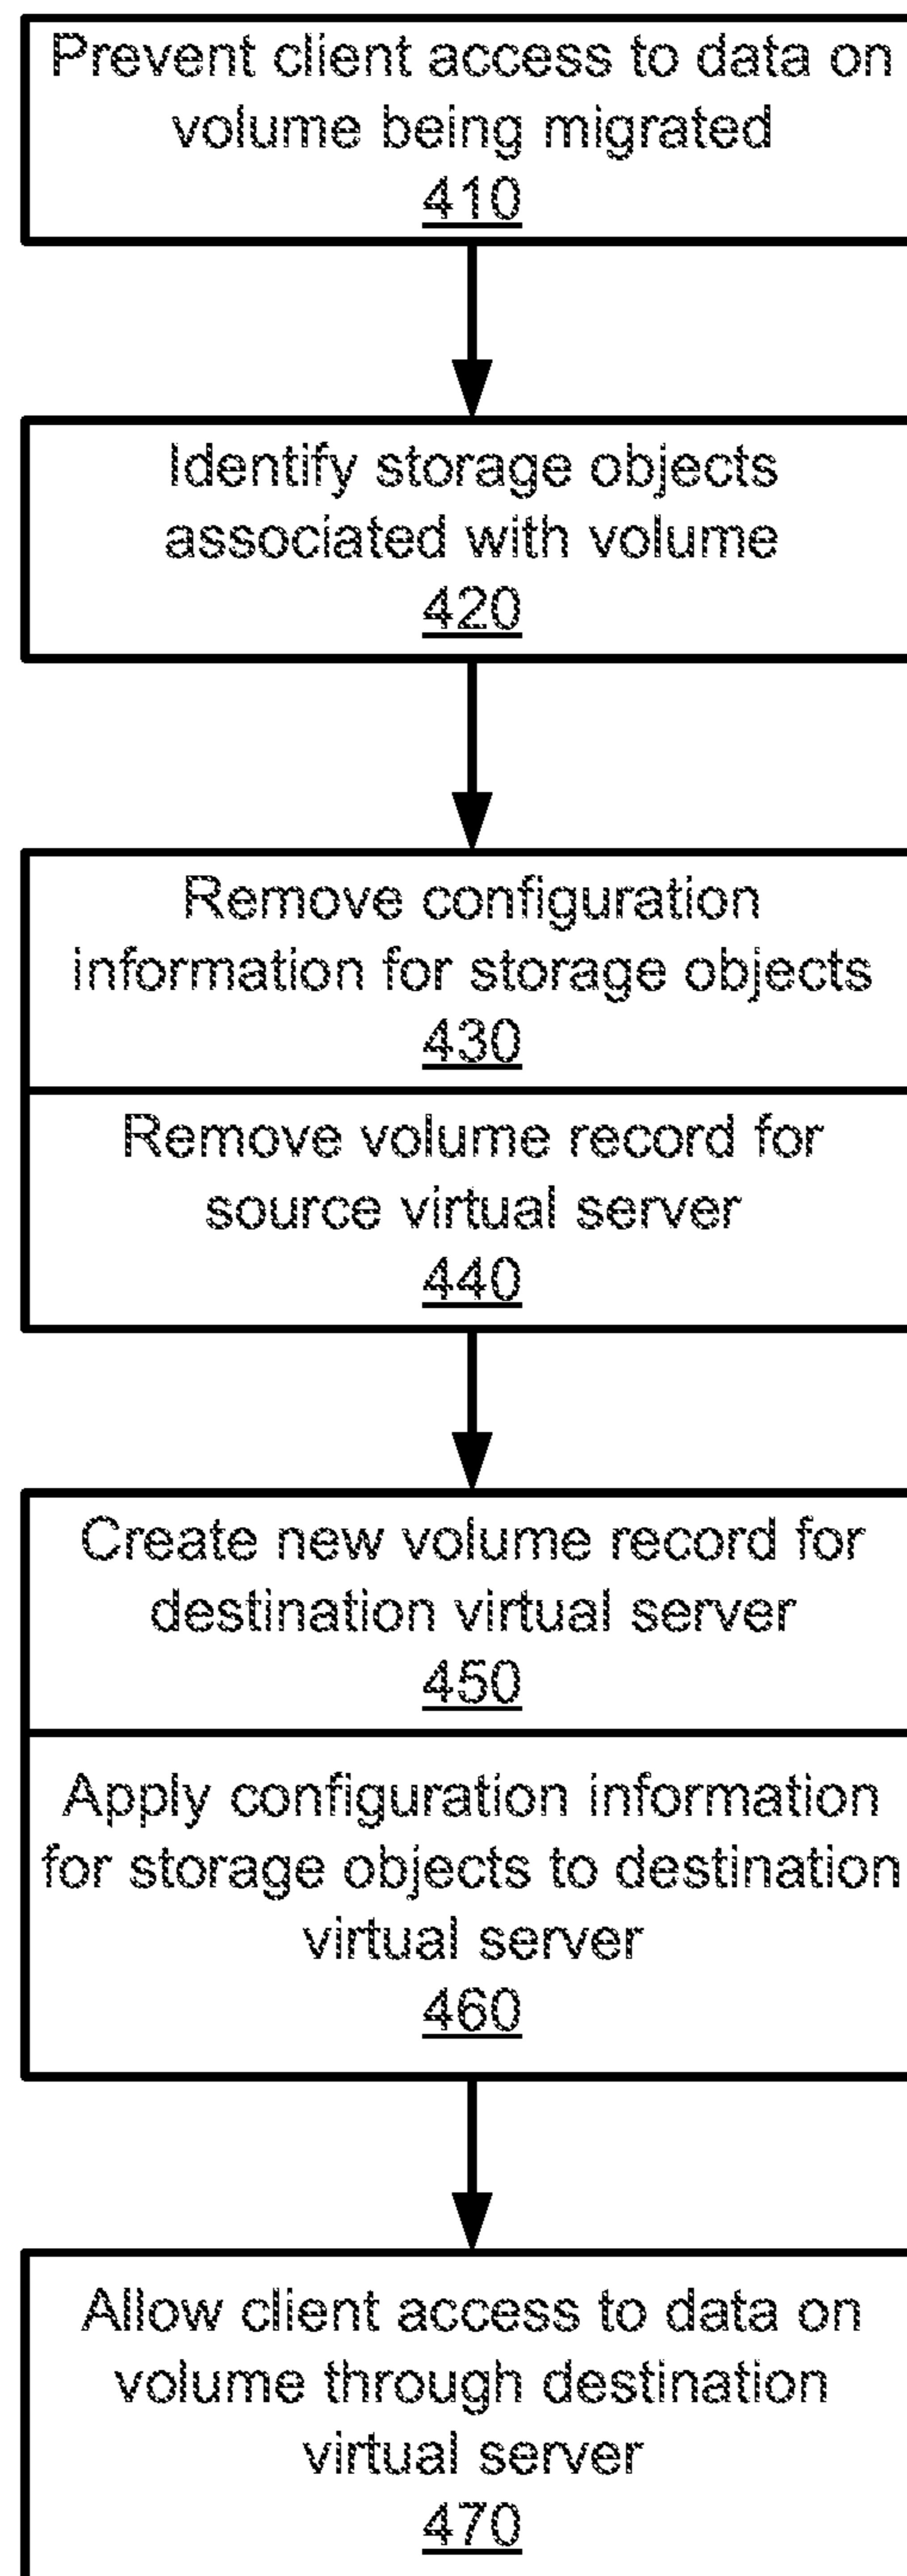 Prevent client access to data on
volume being migrated
410
Identify storage objects
associated with volume
420
Remove configuration
information for storage objects
430
Remove volume record for
source virtual server
440
Create new volume record for
destination virtual server
450
Apply configuration information
for storage objects to destination
virtual server
460
Allow client access to data on
volume through destination
virtual server
470